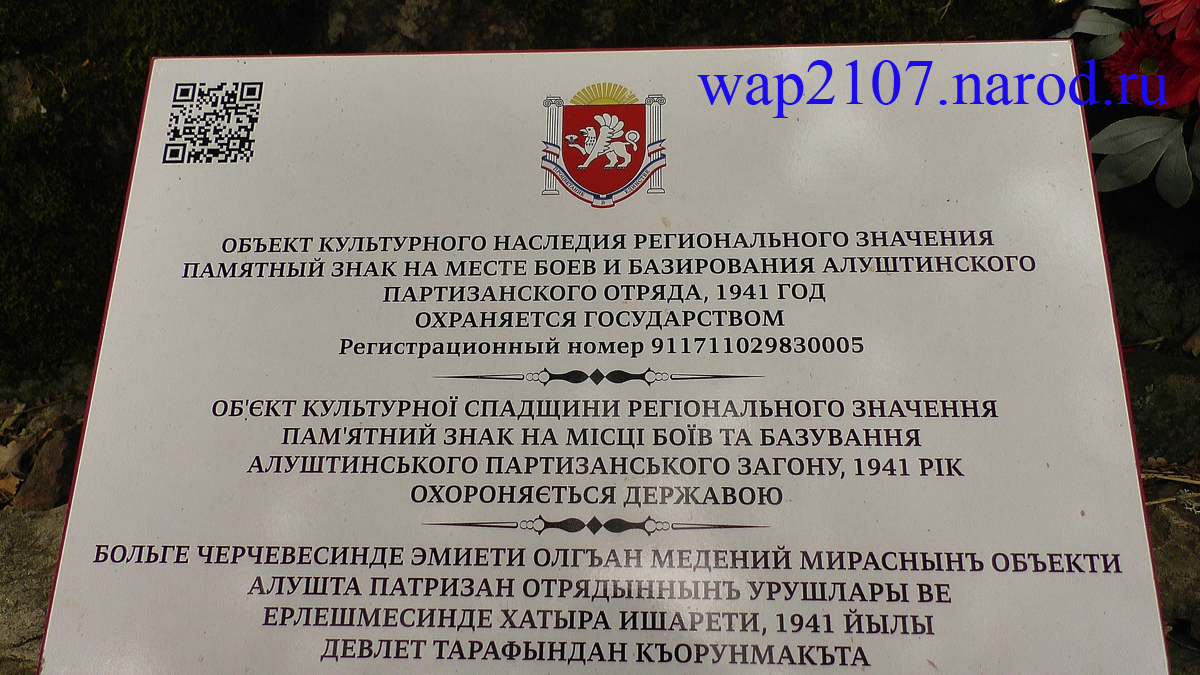 wap2107.narod.ru
ПРОЦВЕТАНИЕ В ЕДИНСТВЕ
ОБЪЕКТ КУЛЬТУРНОГО НАСЛЕДИЯ РЕГИОНАЛЬНОГО ЗНАЧЕНИЯ
ПАМЯТНЫЙ ЗНАК НА МЕСТЕ БОЕВ И БАЗИРОВАНИЯ АЛУШТИНСКОГО
ПАРТИЗАНСКОГО ОТРЯДА, 1941 ГОД
ОХРАНЯЕТСЯ ГОСУДАРСТВОМ
Регистрационный номер 911711029830005
ОБ'ЄКТ КУЛЬТУРНОЇ СПАДЩИНИ РЕГІОНАЛЬНОГО ЗНАЧЕННЯ
ПАМ'ЯТНИЙ ЗНАК НА МІСЦІ БОЇВ ТА БАЗУВАННЯ
АЛУШТИНСЬКОГО ПАРТИЗАНСЬКОГО ЗАГОНУ, 1941 РІК
ОХОРОНЯЄТЬСЯ ДЕРЖАВОЮ
БОЛЬГЕ ЧЕРЧЕВЕСИНДЕ ЭМИЕТИ ОЛГЪАН МЕДЕНИЙ МИРАСНЫНЪ ОБЪЕКТИ
АЛУШТА ПАТРИЗАН ОТРЯДЫННЫНЪ УРУШЛАРЫ ВЕ
ЕРЛЕШМЕСИНДЕ ХАТЫРА ИШАРЕТИ, 1941 ЙЫЛЫ
ДЕВЛЕТ ТАРАФЫНДАН КЪОРУНМАКЪТА